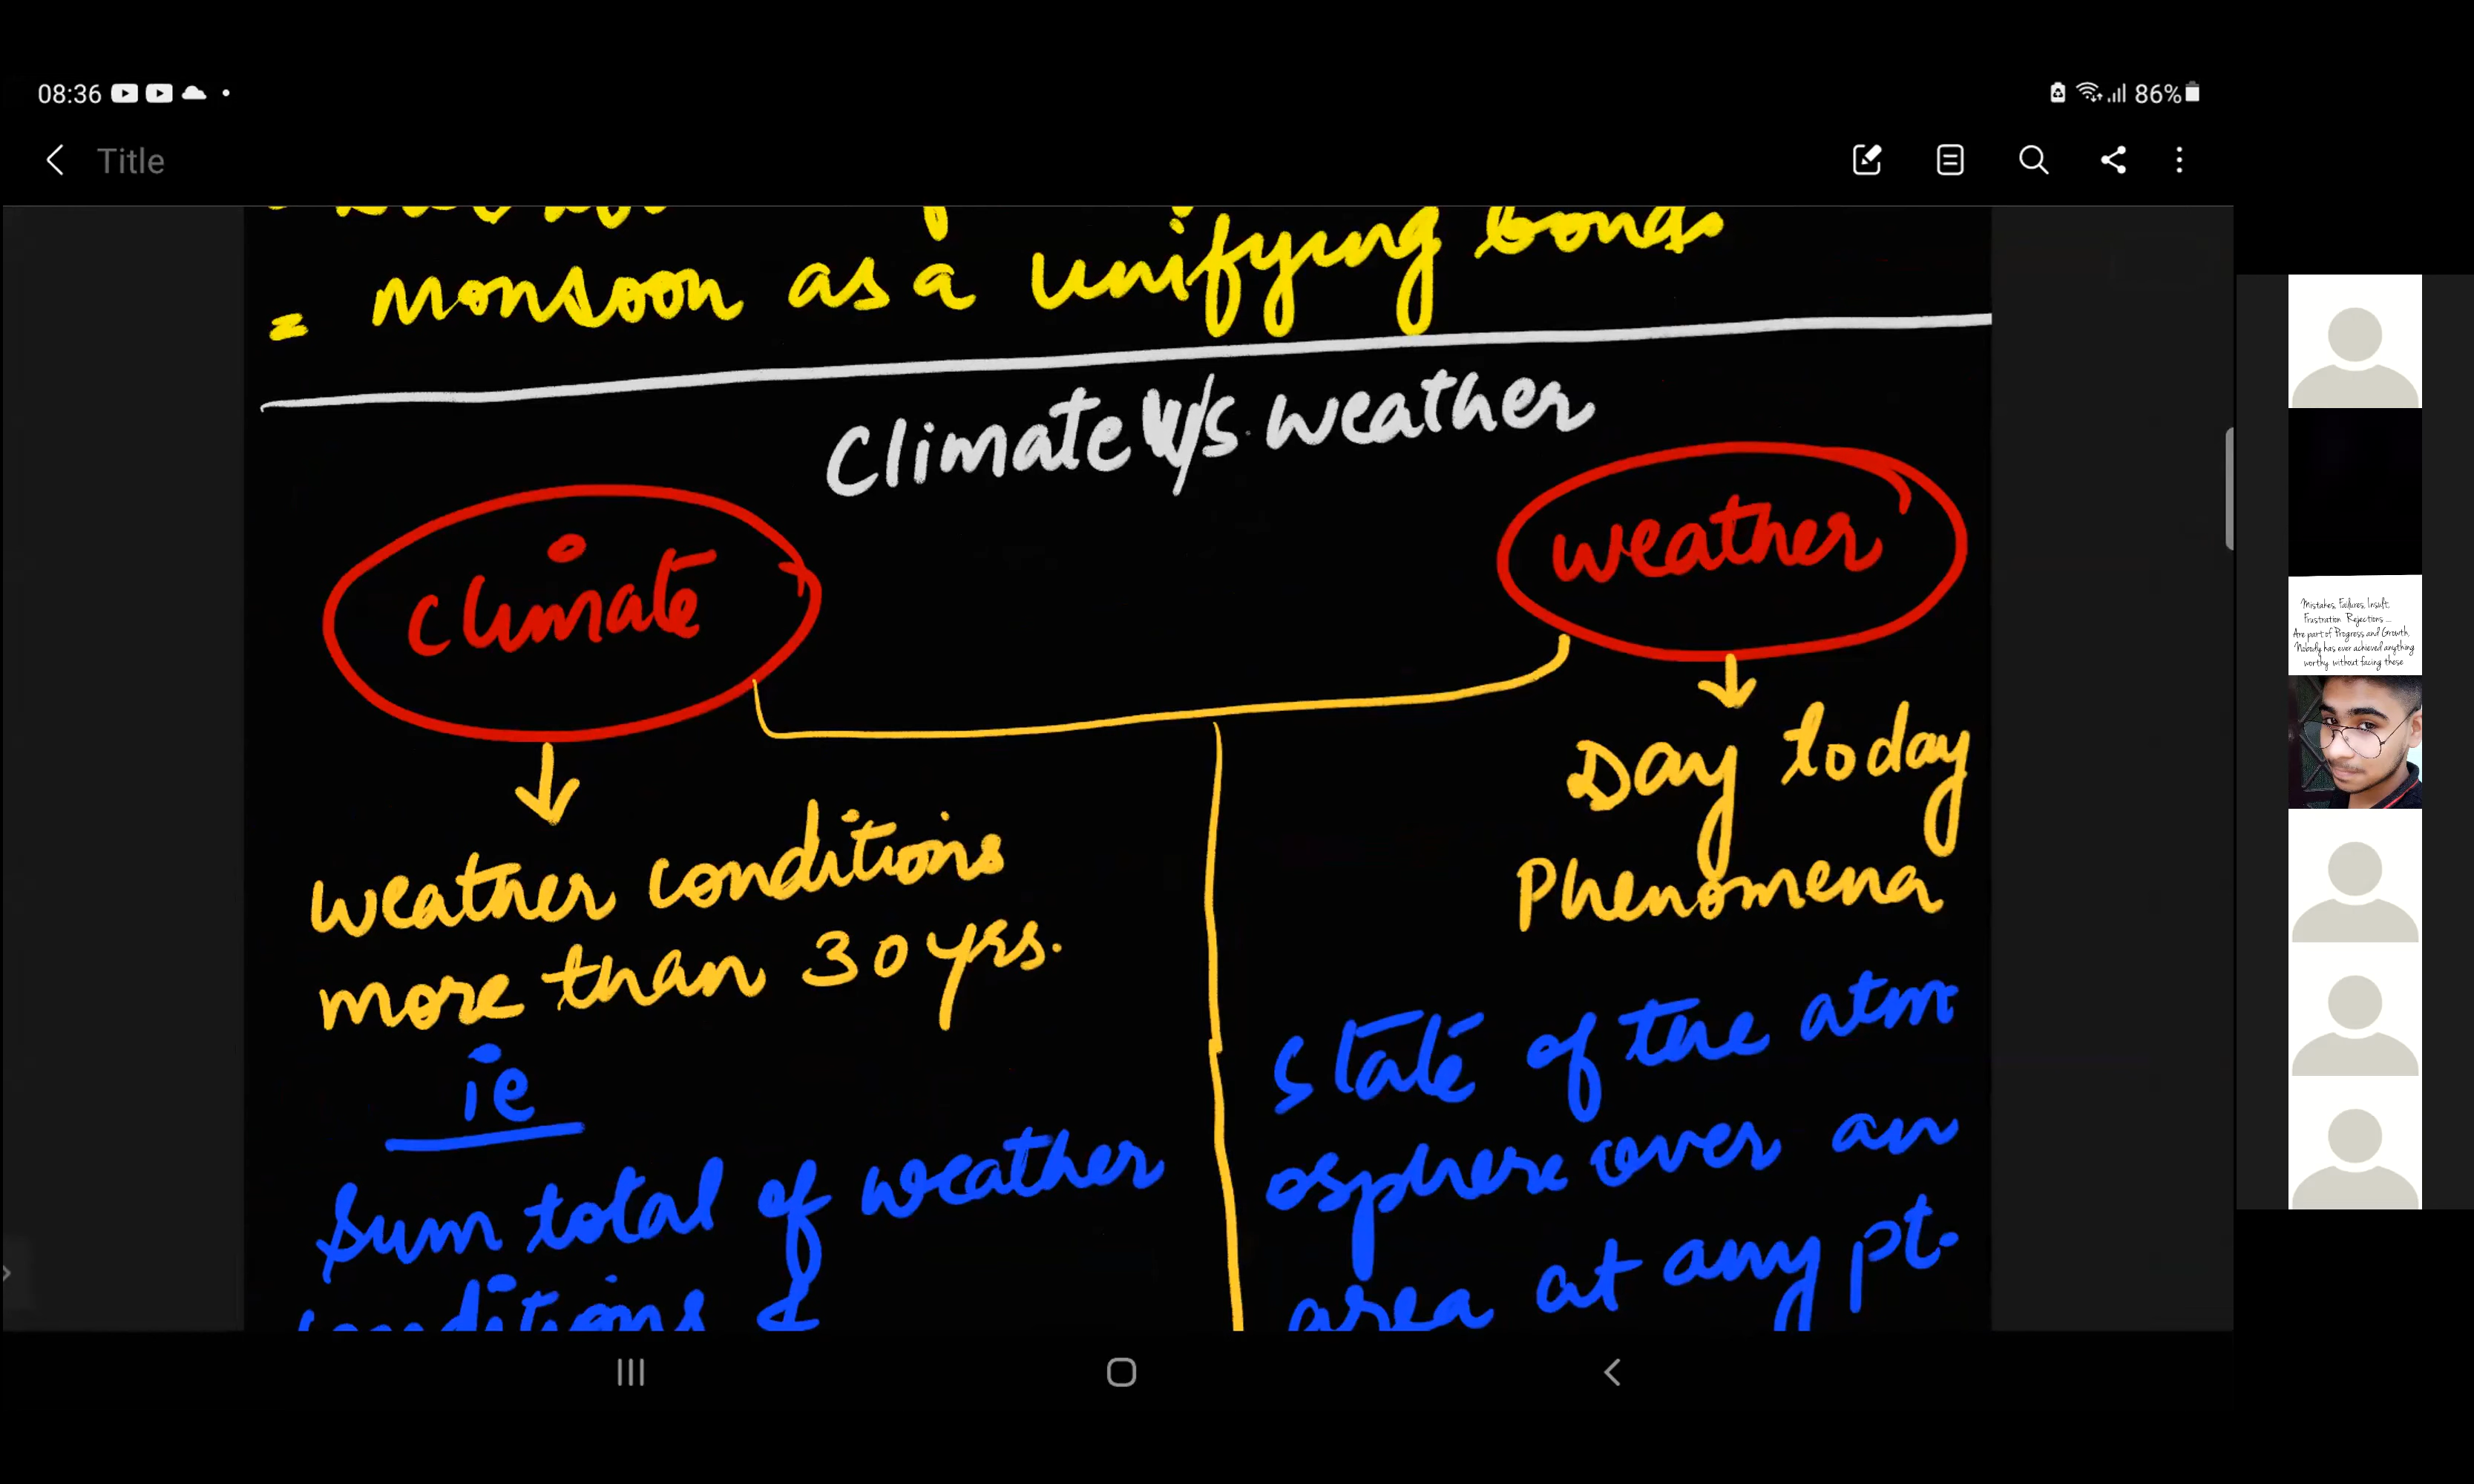 08:36
86%
Title
= monsoon as a unifying bond
Climate v/s. weather
climate
weather
Day today
Phenomena
weather conditions
more than 30 yrs.
ie
Sum total of weather
conditions &
State of the atm
osphere over an
area at any pt.
Mistakes, Failures, Insult,
Frustration Rejections ...
Are part of Progress and Growth,
Nobody has ever achieved anything
worthy without facing these